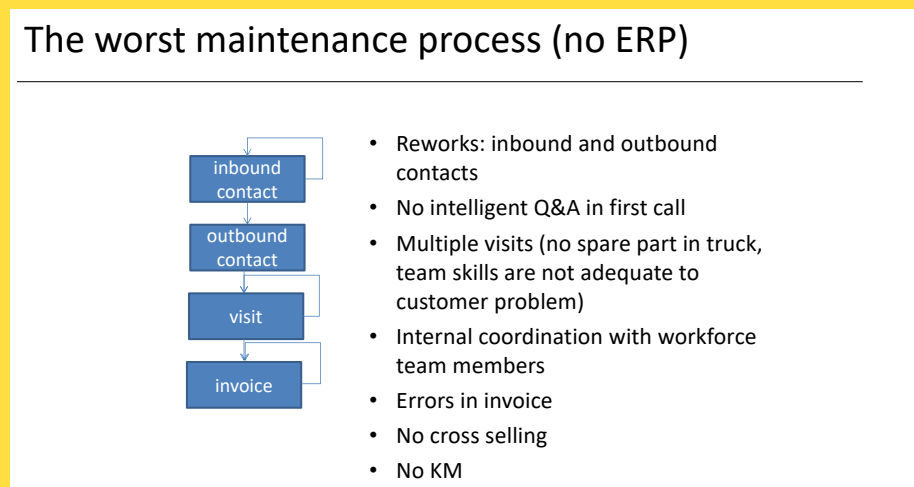 The worst maintenance process (no ERP)
inbound
contact
outbound
contact
visit
invoice
• Reworks: inbound and outbound
contacts
• No intelligent Q&A in first call
• Multiple visits (no spare part in truck,
team skills are not adequate to
customer problem)
• Internal coordination with workforce
team members
• Errors in invoice
• No cross selling
• No KM